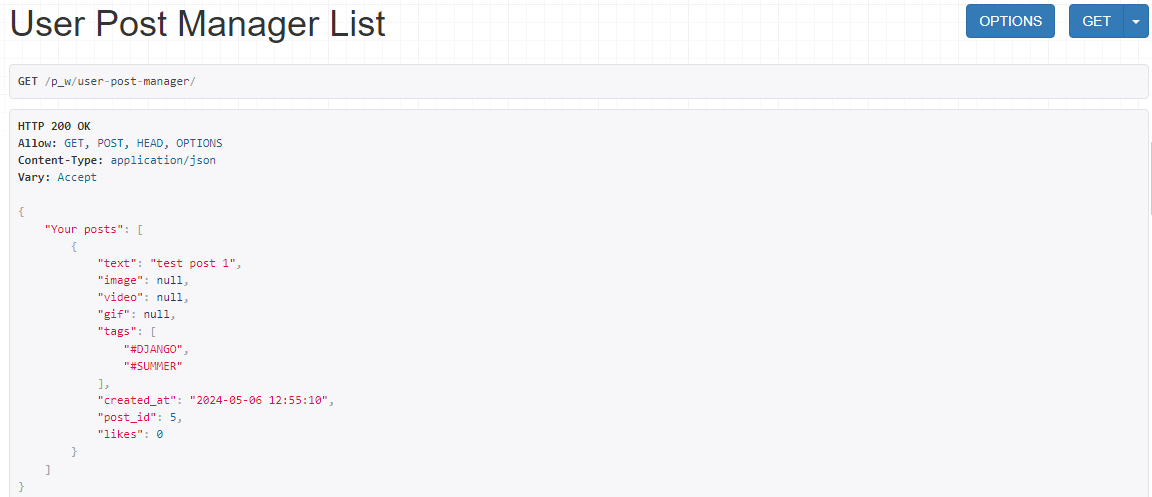 User Post Manager List
OPTIONS
GET
GET /p_w/user-post-manager/
HTTP 200 OK
Allow: GET, POST, HEAD, OPTIONS
Content-Type: application/json
Vary: Accept
{
"Your posts": [
{
"text": "test post 1",
"image": null,
"video": null,
"gif": null,
"tags": [
"#DJANGO",
"#SUMMER"
],
"created_at": "2024-05-06 12:55:10",
"post_id": 5,
"likes": 0
}
]
}